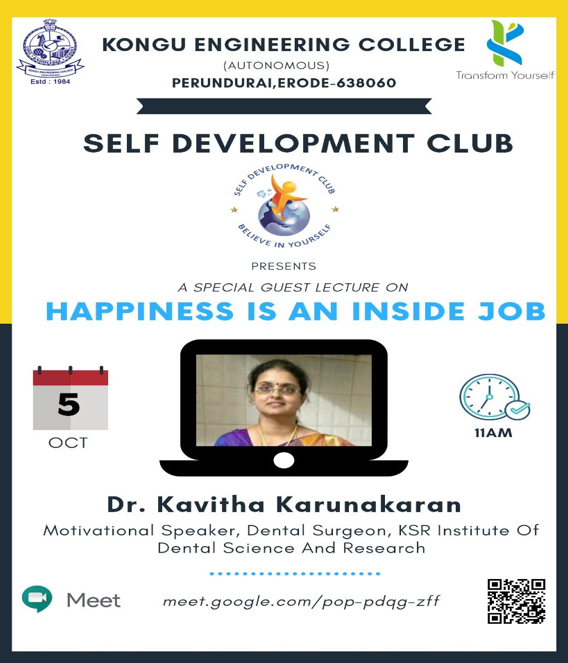 KONGU ENGINEERING COLLEGE
(AUTONOMOUS)
PERUNDURAI,ERODE-638060
Estd : 1984
Transform Yourself
SELF DEVELOPMENT CLUB
SELF DEVELOPMENT CLUB
BELIEVE IN YOURSELF
PRESENTS
A SPECIAL GUEST LECTURE ON
HAPPINESS IS AN INSIDE JOB
5
OCT
11AM
Dr. Kavitha Karunakaran
Motivational Speaker, Dental Surgeon, KSR Institute Of
Dental Science And Research
Meet
meet.google.com/pop-pdqg-zff